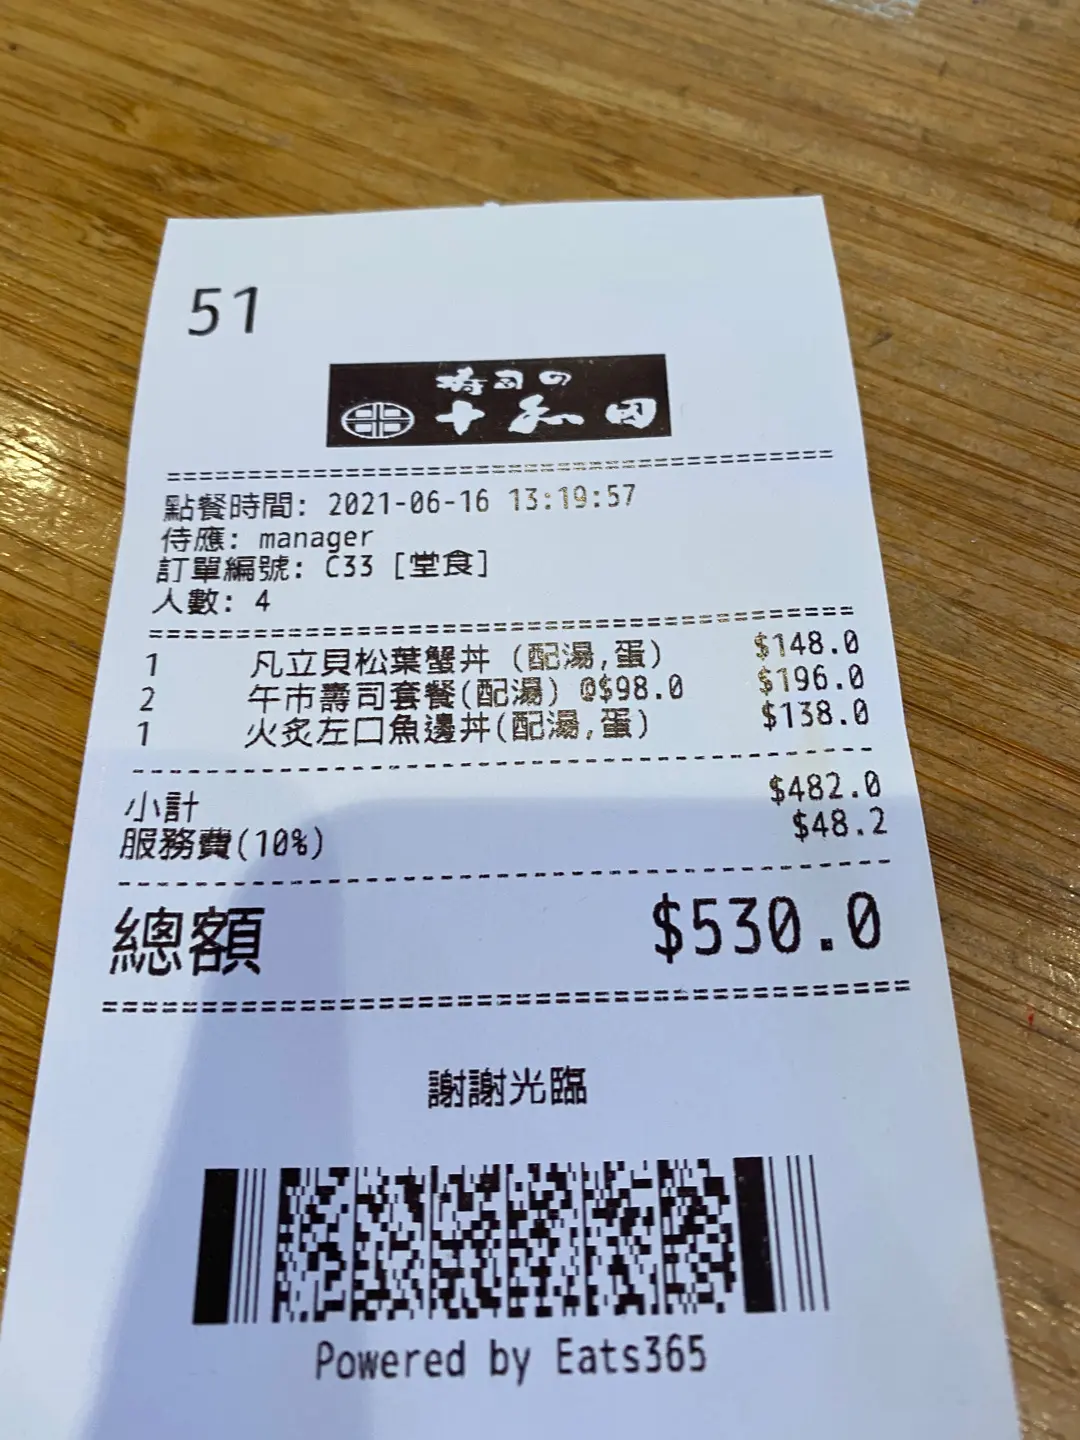 51
寿司の
十和田
點餐時間: 2021-06-16 13:19:57
侍應: manager
訂單編號: C33 [堂食]
人數: 4
1 凡立貝松葉蟹丼 (配湯,蛋) $148.0
2 午市壽司套餐(配湯) @$98.0 $196.0
1 火炙左口魚邊丼(配湯,蛋) $138.0
小計 $482.0
服務費(10%) $48.2
總額 $530.0
謝謝光臨
Powered by Eats365